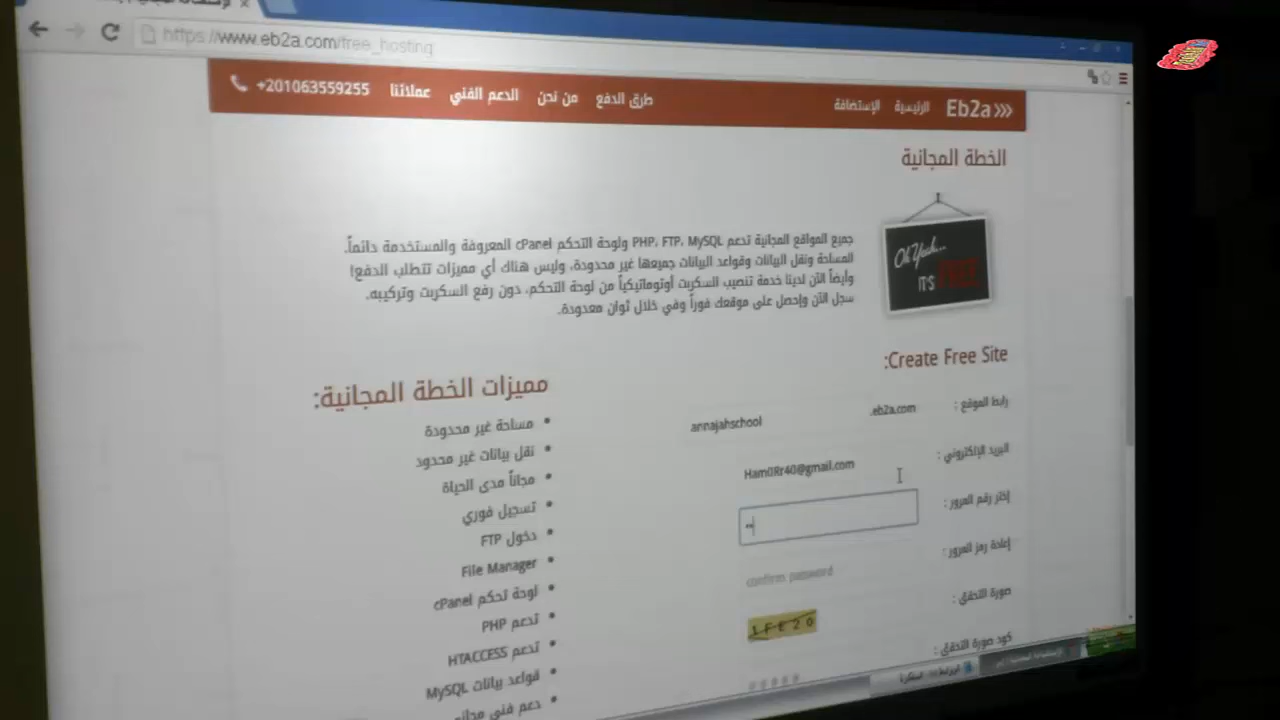 https://www.eb2a.com/free_hosting
Eb2a
الرئيسية
الإستضافة
طرق الدفع
من نحن
الدعم الفني
عملائنا
+201063559255
الخطة المجانية
Oh Yeah...
IT'S FREE
جميع المواقع المجانية تدعم PHP, FTP, MySQL ولوحة التحكم cPanel المعروفة والمستخدمة دائماً.
المساحة ونقل البيانات وقواعد البيانات جميعها غير محدودة، وليس هناك أي مميزات تتطلب الدفع!
وأيضاً الآن لدينا خدمة تنصيب السكربت أوتوماتيكياً من لوحة التحكم، دون رفع السكربت وتركيبه.
سجل الآن وإحصل على موقعك فوراً وفي خلال ثوان معدودة.
Create Free Site:
رابط الموقع :
.eb2a.com
annajahschool
البريد الإلكتروني :
Ham0Rr40@gmail.com
إختر رقم المرور :
إعادة رمز المرور :
confirm password
صورة التحقق :
1FE20
كود صورة التحقق :
مميزات الخطة المجانية:
مساحة غير محدودة
نقل بيانات غير محدود
مجاناً مدى الحياة
تسجيل فوري
دخول FTP
File Manager
لوحة تحكم cPanel
تدعم PHP
تدعم HTACCESS
قواعد بيانات MySQL
دعم فني مجاني